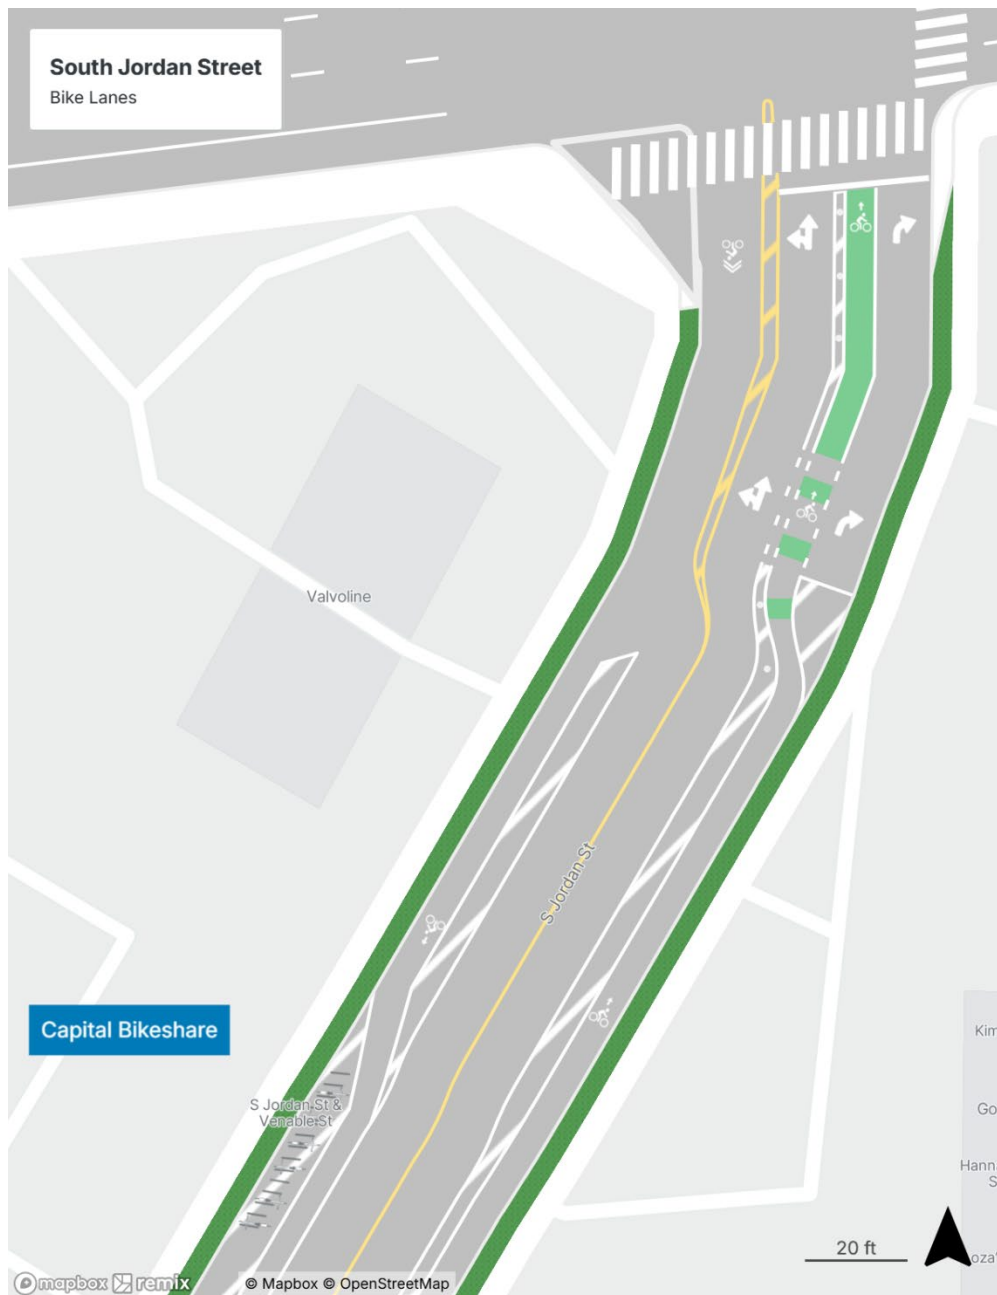 South Jordan Street
Bike Lanes
Valvoline
S Jordan St
Capital Bikeshare
S Jordan St &
Venable St
20 ft
mapbox remix
© Mapbox © OpenStreetMap